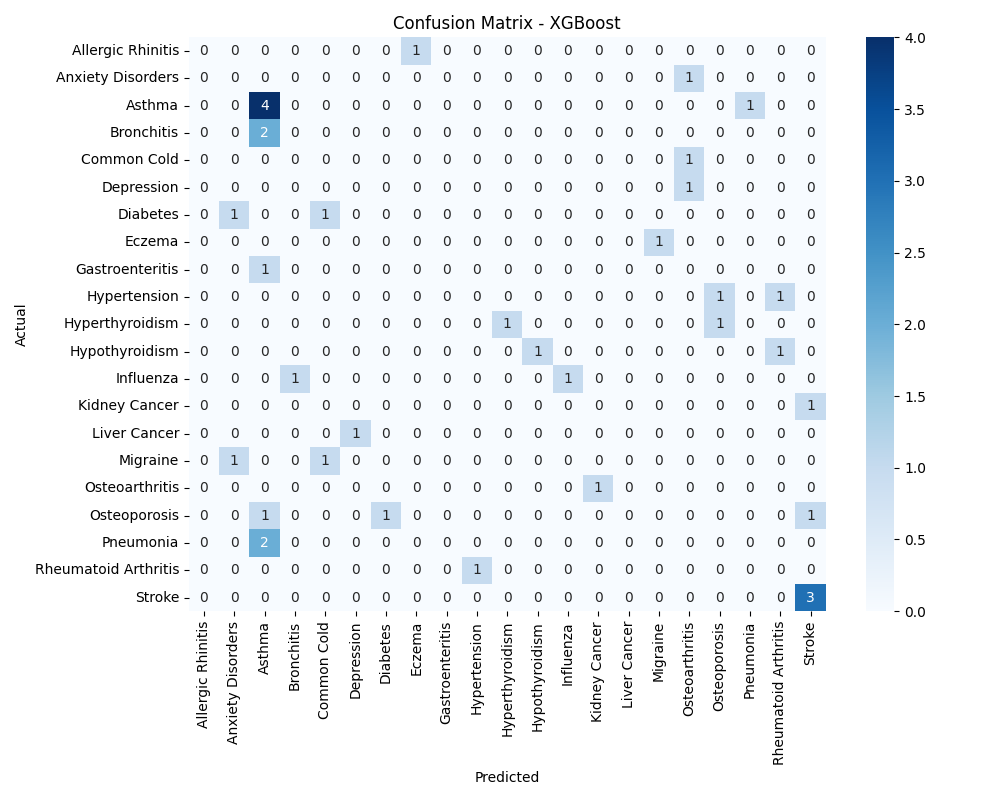 Confusion Matrix - XGBoost
Allergic Rhinitis 0 0 0 0 0 0 0 1 0 0 0 0 0 0 0 0 0 0 0 0 0
Anxiety Disorders 0 0 0 0 0 0 0 0 0 0 0 0 0 0 0 0 1 0 0 0 0
Asthma 0 0 4 0 0 0 0 0 0 0 0 0 0 0 0 0 0 0 1 0 0
Bronchitis 0 0 2 0 0 0 0 0 0 0 0 0 0 0 0 0 0 0 0 0 0
Common Cold 0 0 0 0 0 0 0 0 0 0 0 0 0 0 0 0 1 0 0 0 0
Depression 0 0 0 0 0 0 0 0 0 0 0 0 0 0 0 0 1 0 0 0 0
Diabetes 0 1 0 0 1 0 0 0 0 0 0 0 0 0 0 0 0 0 0 0 0
Eczema 0 0 0 0 0 0 0 0 0 0 0 0 0 0 0 1 0 0 0 0 0
Gastroenteritis 0 0 1 0 0 0 0 0 0 0 0 0 0 0 0 0 0 0 0 0 0
Hypertension 0 0 0 0 0 0 0 0 0 0 0 0 0 0 0 0 0 1 0 1 0
Hyperthyroidism 0 0 0 0 0 0 0 0 0 0 1 0 0 0 0 0 0 1 0 0 0
Hypothyroidism 0 0 0 0 0 0 0 0 0 0 0 1 0 0 0 0 0 0 0 1 0
Influenza 0 0 0 1 0 0 0 0 0 0 0 0 1 0 0 0 0 0 0 0 0
Kidney Cancer 0 0 0 0 0 0 0 0 0 0 0 0 0 0 0 0 0 0 0 0 1
Liver Cancer 0 0 0 0 0 1 0 0 0 0 0 0 0 0 0 0 0 0 0 0 0
Migraine 0 1 0 0 1 0 0 0 0 0 0 0 0 0 0 0 0 0 0 0 0
Osteoarthritis 0 0 0 0 0 0 0 0 0 0 0 0 0 1 0 0 0 0 0 0 0
Osteoporosis 0 0 1 0 0 0 1 0 0 0 0 0 0 0 0 0 0 0 0 0 1
Pneumonia 0 0 2 0 0 0 0 0 0 0 0 0 0 0 0 0 0 0 0 0 0
Rheumatoid Arthritis 0 0 0 0 0 0 0 0 0 1 0 0 0 0 0 0 0 0 0 0 0
Stroke 0 0 0 0 0 0 0 0 0 0 0 0 0 0 0 0 0 0 0 0 3
Actual
Allergic Rhinitis
Anxiety Disorders
Asthma
Bronchitis
Common Cold
Depression
Diabetes
Eczema
Gastroenteritis
Hypertension
Hyperthyroidism
Hypothyroidism
Influenza
Kidney Cancer
Liver Cancer
Migraine
Osteoarthritis
Osteoporosis
Pneumonia
Rheumatoid Arthritis
Stroke
Predicted
4.0
3.5
3.0
2.5
2.0
1.5
1.0
0.5
0.0